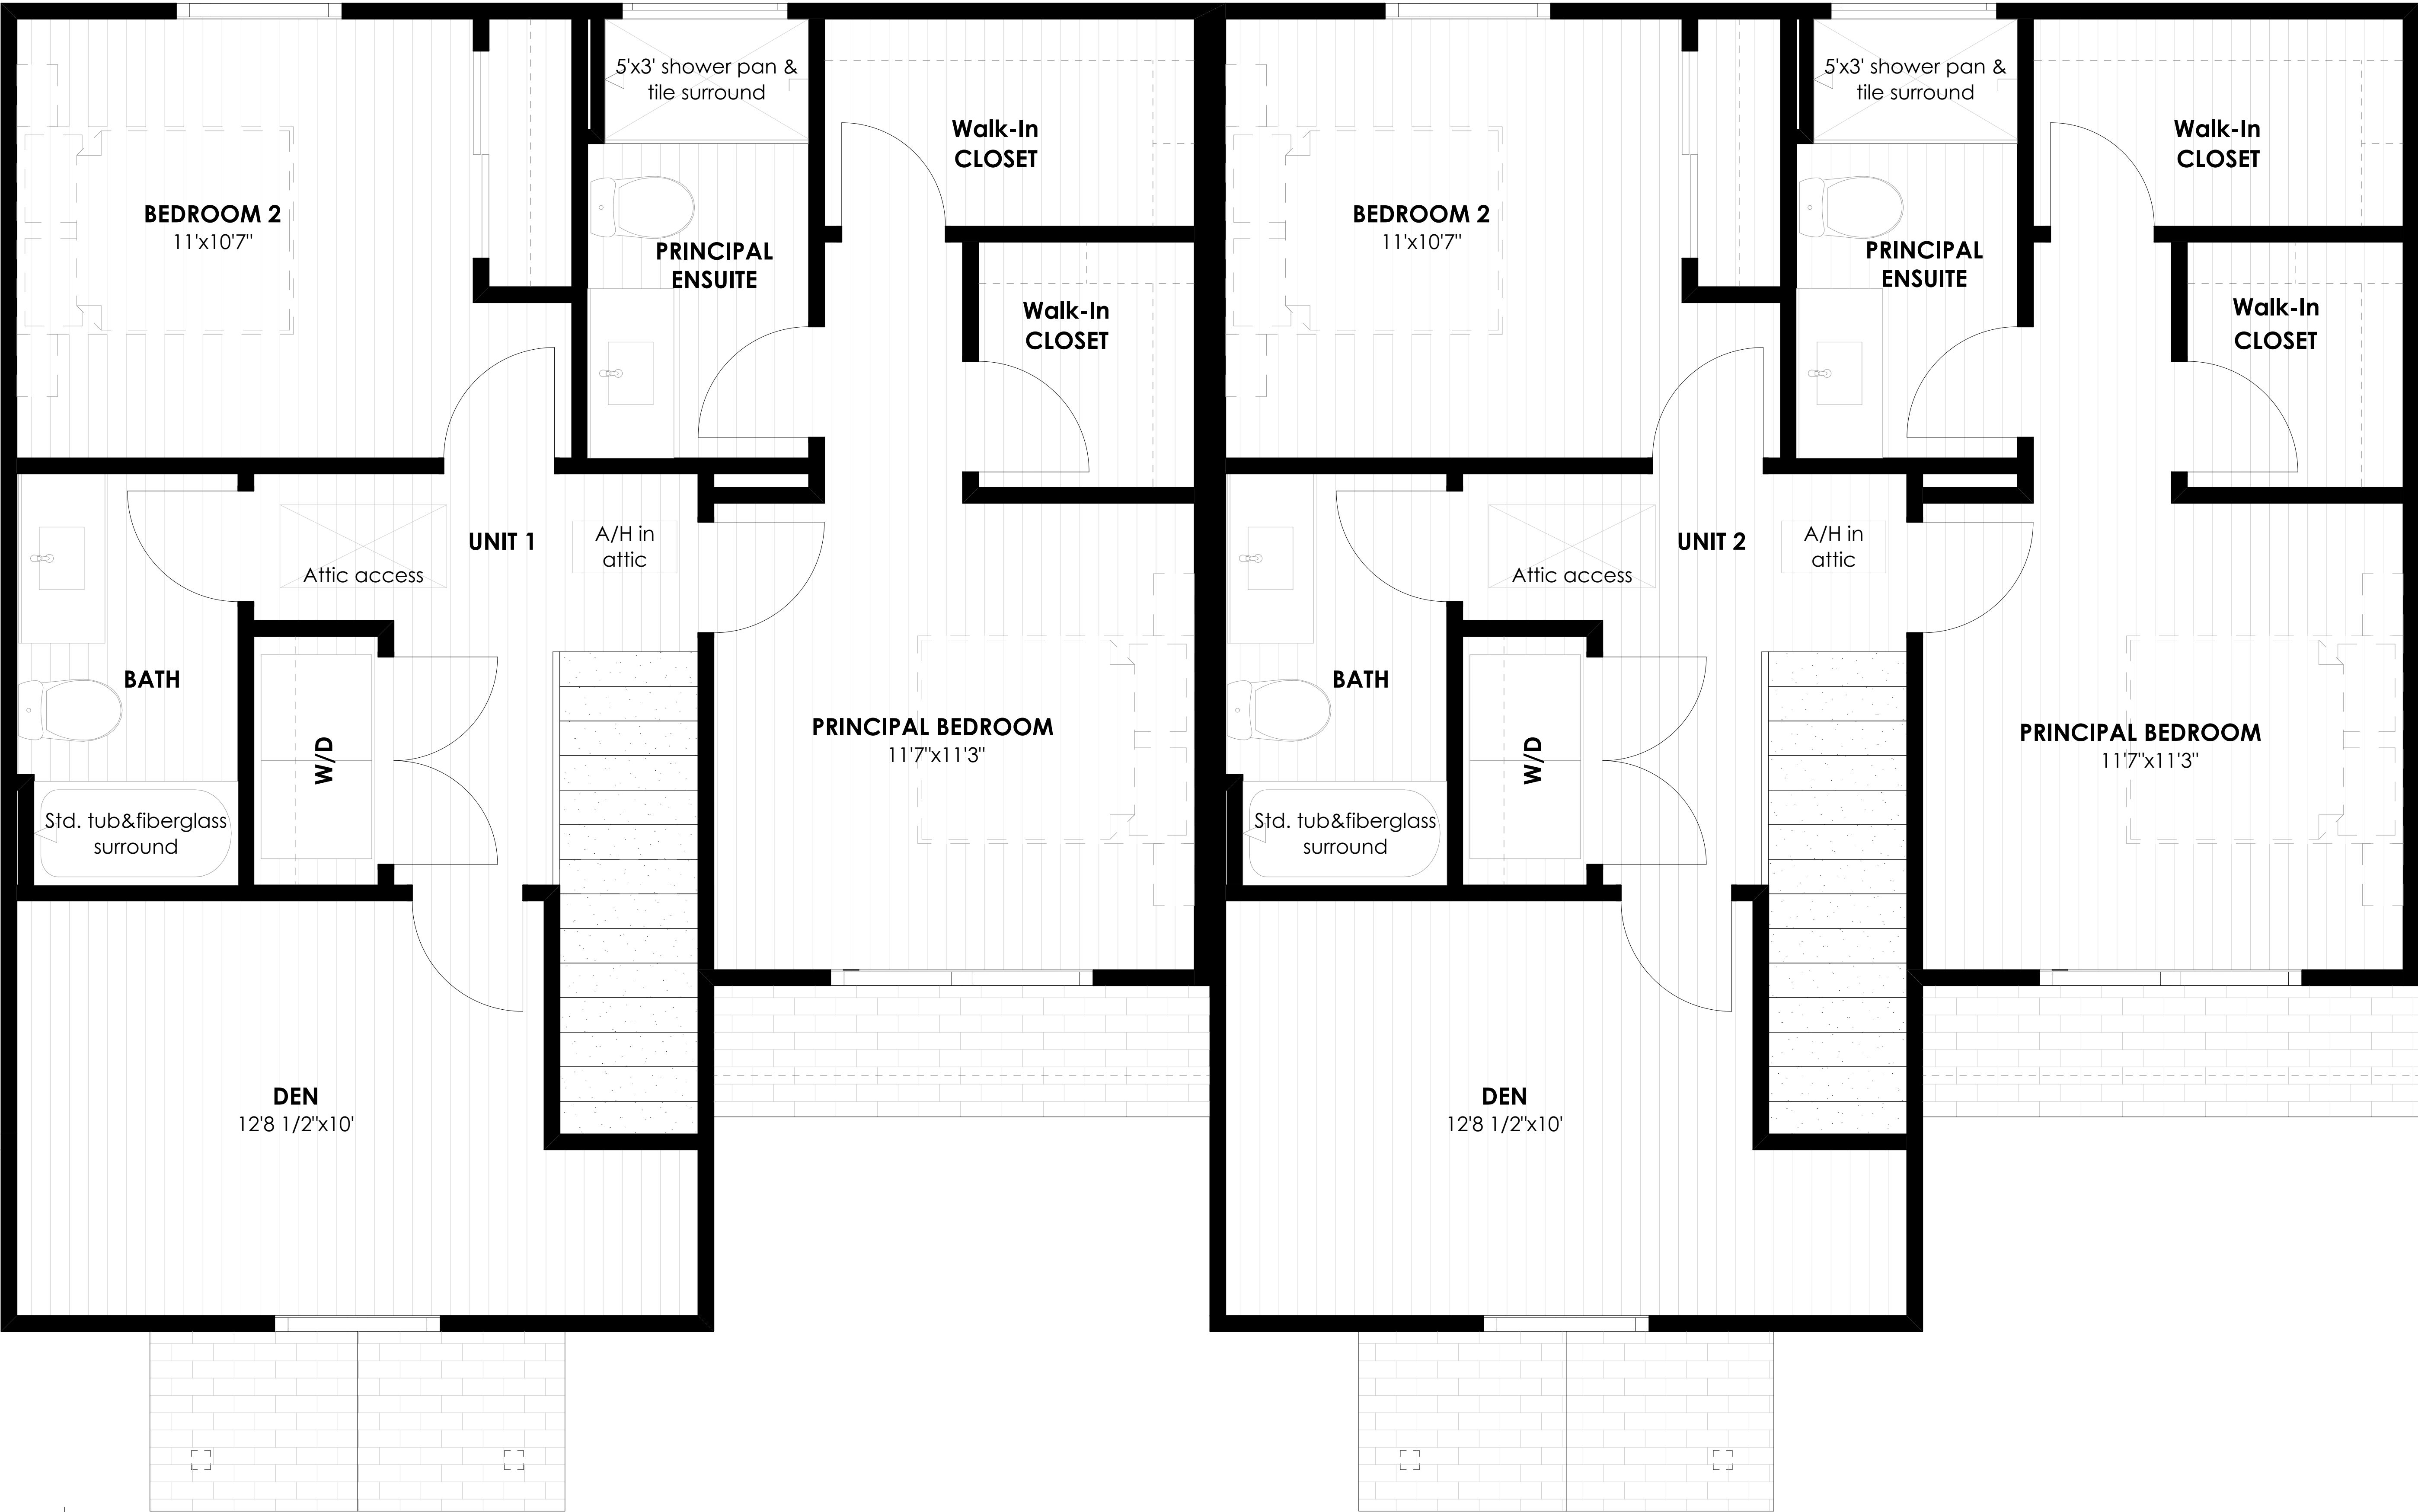 5'x3' shower pan &
tile surround
Walk-In
CLOSET
BEDROOM 2
11'x10'7"
PRINCIPAL
ENSUITE
Walk-In
CLOSET
UNIT 1
A/H in
attic
Attic access
BATH
W/D
PRINCIPAL BEDROOM
11'7"x11'3"
Std. tub&fiberglass
surround
DEN
12'8 1/2"x10'
5'x3' shower pan &
tile surround
Walk-In
CLOSET
BEDROOM 2
11'x10'7"
PRINCIPAL
ENSUITE
Walk-In
CLOSET
UNIT 2
A/H in
attic
Attic access
BATH
W/D
PRINCIPAL BEDROOM
11'7"x11'3"
Std. tub&fiberglass
surround
DEN
12'8 1/2"x10'